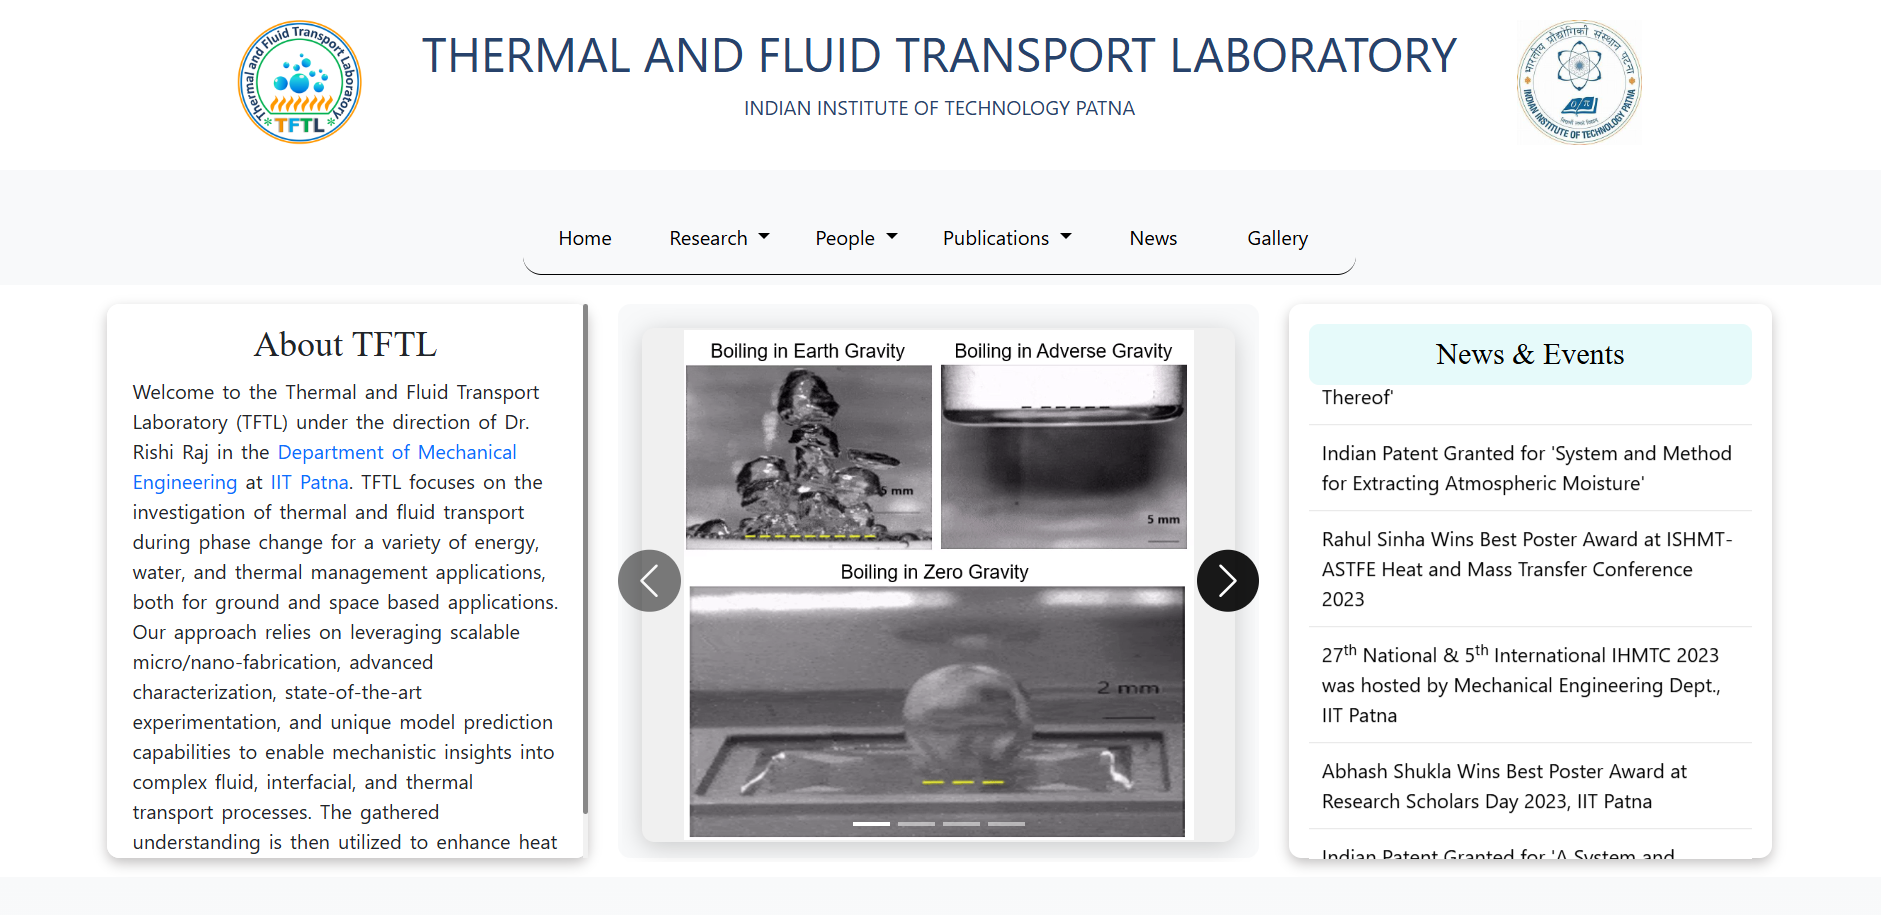 Thermal and Fluid Transport Laboratory
TFTL
THERMAL AND FLUID TRANSPORT LABORATORY
INDIAN INSTITUTE OF TECHNOLOGY PATNA
भारतीय प्रौद्योगिकी संस्थान पटना
INDIAN INSTITUTE OF TECHNOLOGY PATNA
Home Research People Publications News Gallery
About TFTL
Welcome to the Thermal and Fluid Transport
Laboratory (TFTL) under the direction of Dr.
Rishi Raj in the Department of Mechanical
Engineering at IIT Patna. TFTL focuses on the
investigation of thermal and fluid transport
during phase change for a variety of energy,
water, and thermal management applications,
both for ground and space based applications.
Our approach relies on leveraging scalable
micro/nano-fabrication, advanced
characterization, state-of-the-art
experimentation, and unique model prediction
capabilities to enable mechanistic insights into
complex fluid, interfacial, and thermal
transport processes. The gathered
understanding is then utilized to enhance heat
Boiling in Earth Gravity
5 mm
Boiling in Adverse Gravity
5 mm
Boiling in Zero Gravity
2 mm
News & Events
Thereof'
Indian Patent Granted for 'System and Method
for Extracting Atmospheric Moisture'
Rahul Sinha Wins Best Poster Award at ISHMT-
ASTFE Heat and Mass Transfer Conference
2023
27th National & 5th International IHMTC 2023
was hosted by Mechanical Engineering Dept.,
IIT Patna
Abhash Shukla Wins Best Poster Award at
Research Scholars Day 2023, IIT Patna
Indian Patent Granted for 'A System and